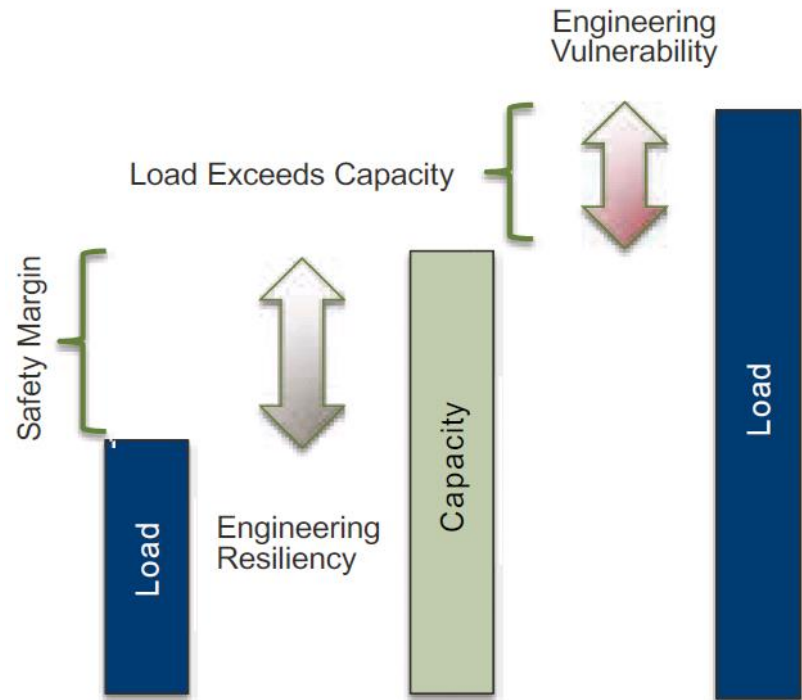 Engineering
Vulnerability
Load Exceeds Capacity
Safety Margin
Engineering
Resiliency
Load
Capacity
Load